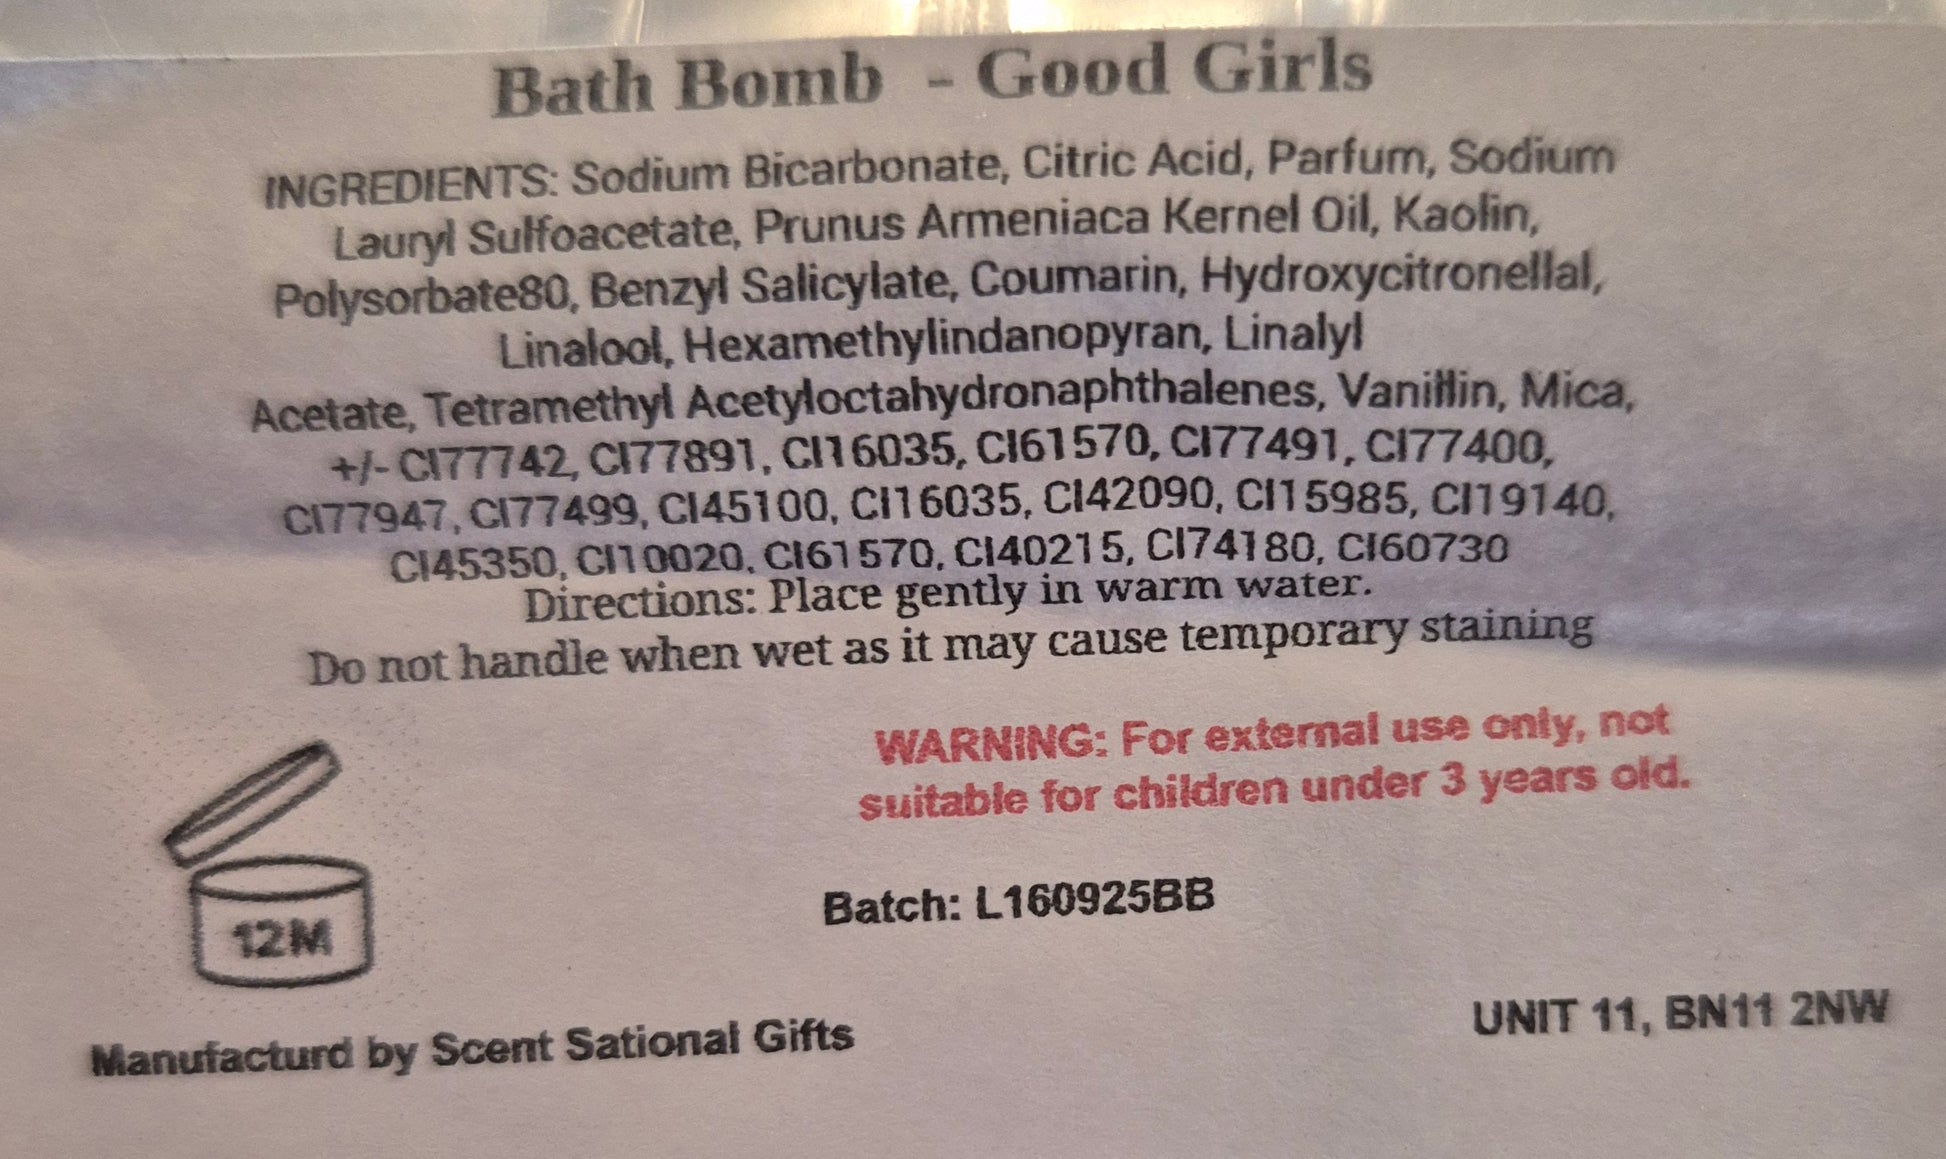 Bath Bomb - Good Girls
INGREDIENTS: Sodium Bicarbonate, Citric Acid, Parfum, Sodium
Lauryl Sulfoacetate, Prunus Armeniaca Kernel Oil, Kaolin,
Polysorbate80, Benzyl Salicylate, Coumarin, Hydroxycitronellal,
Linalool, Hexamethylindanopyran, Linalyl
Acetate, Tetramethyl Acetyloctahydronaphthalenes, Vanillin, Mica,
+/- CI77742, CI77891, CI16035, CI61570, CI77491, CI77400,
CI77947, CI77499, CI45100, CI16035, CI42090, CI15985, CI19140,
CI45350, CI10020, CI61570, CI40215, CI74180, CI60730
Directions: Place gently in warm water.
Do not handle when wet as it may cause temporary staining
WARNING: For external use only, not
suitable for children under 3 years old.
12M
Batch: L160925BB
Manufacturd by Scent Sational Gifts
UNIT 11, BN11 2NW